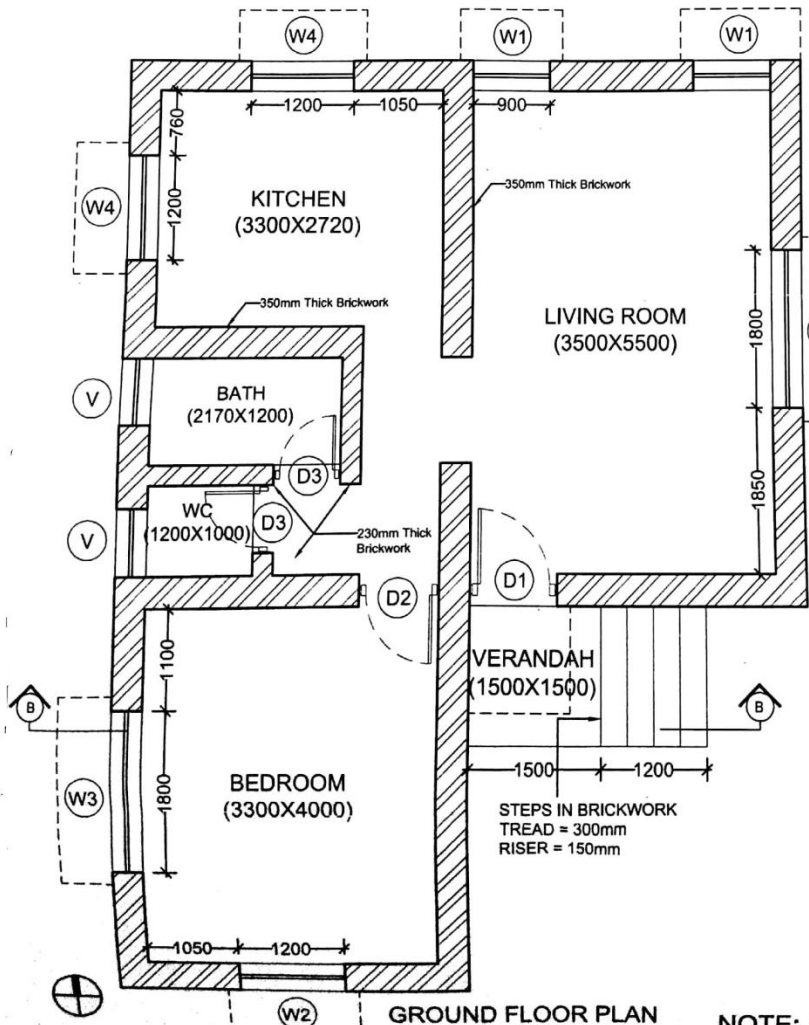 W4
W1
W1
1200
1050
900
760
1200
W4
KITCHEN
(3300X2720)
350mm Thick Brickwork
350mm Thick Brickwork
LIVING ROOM
(3500X5500)
1800
1850
V
BATH
(2170X1200)
D3
V
WC
(1200X1000)
D3
230mm Thick
Brickwork
D2
D1
1100
VERANDAH
(1500X1500)
B
B
W3
1800
BEDROOM
(3300X4000)
1500
1200
STEPS IN BRICKWORK
TREAD = 300mm
RISER = 150mm
1050
1200
W2
GROUND FLOOR PLAN
NOTE: